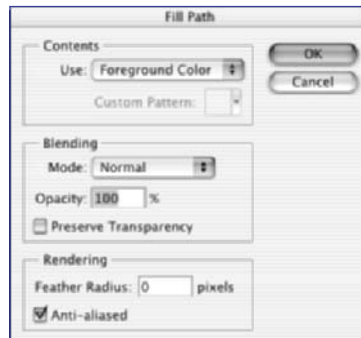 Fill Path
Contents
Use: Foreground Color
Custom Pattern:
OK
Cancel
Blending
Mode: Normal
Opacity: 100 %
Preserve Transparency
Rendering
Feather Radius: 0 pixels
Anti-aliased